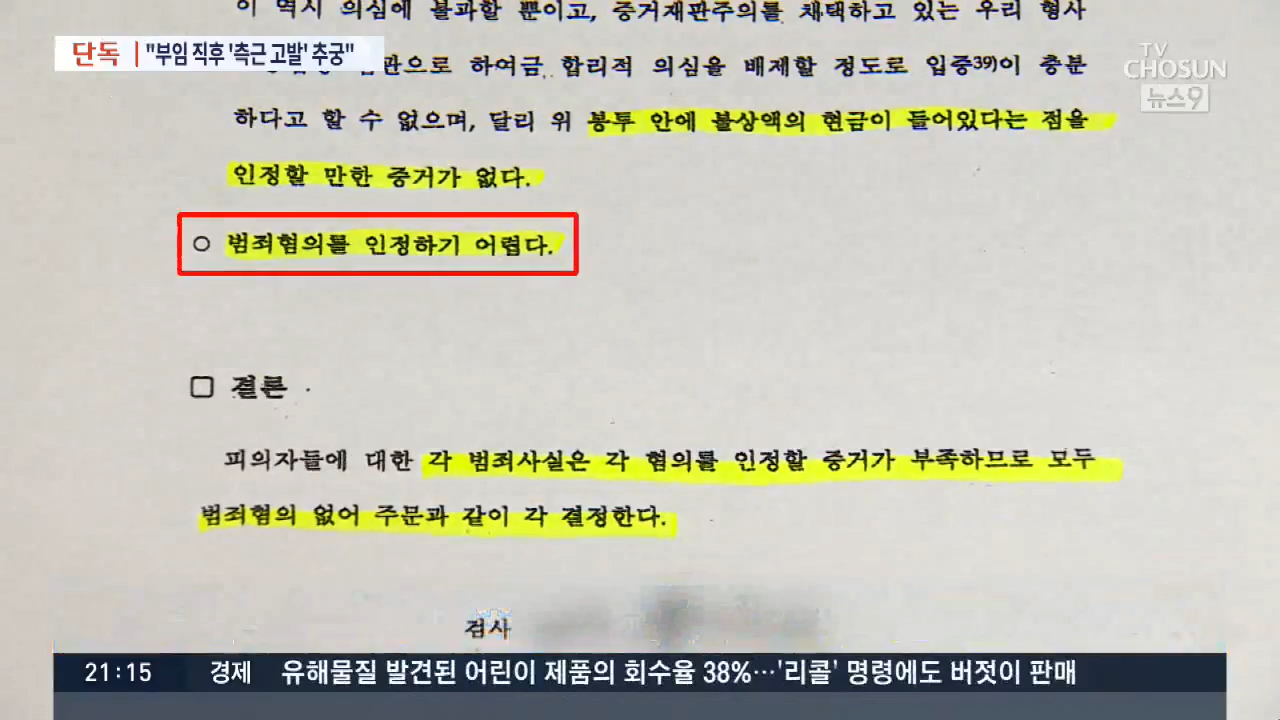 이 역시 의심에 불과할 뿐이고, 증거재판주의를 채택하고 있는 우리 형사
단독 "부임 직후 '측근 고발' 추궁"
TV
CHOSUN
뉴스9
관으로 하여금 합리적 의심을 배제할 정도로 입증39)이 충분
하다고 할 수 없으며, 달리 위 봉투 안에 불상액의 현금이 들어있다는 점을
인정할 만한 증거가 없다.
○ 범죄혐의를 인정하기 어렵다.
□ 결론
피의자들에 대한 각 범죄사실은 각 혐의를 인정할 증거가 부족하므로 모두
범죄혐의 없어 주문과 같이 각 결정한다.
검사
21:15 경제 유해물질 발견된 어린이 제품의 회수율 38%…'리콜' 명령에도 버젓이 판매